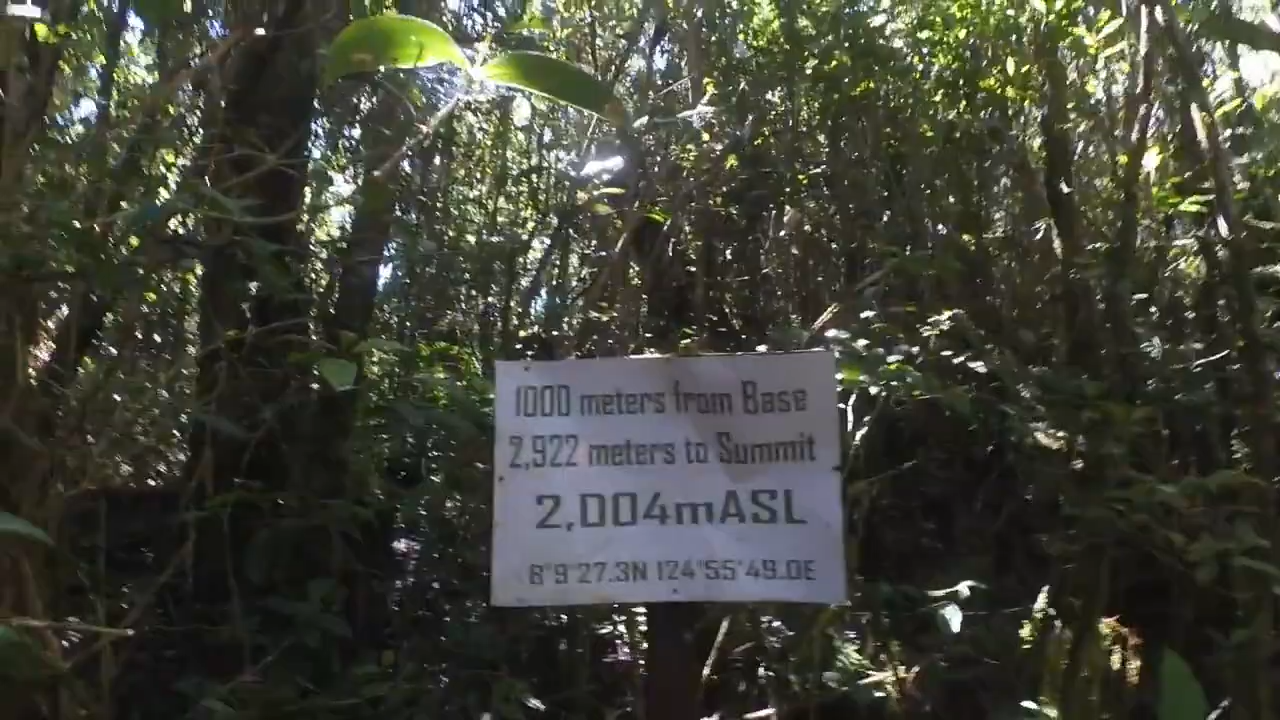 1000 meters from Base
2,922 meters to Summit
2,004mASL
8°9'27.3N 124°55'49.0E